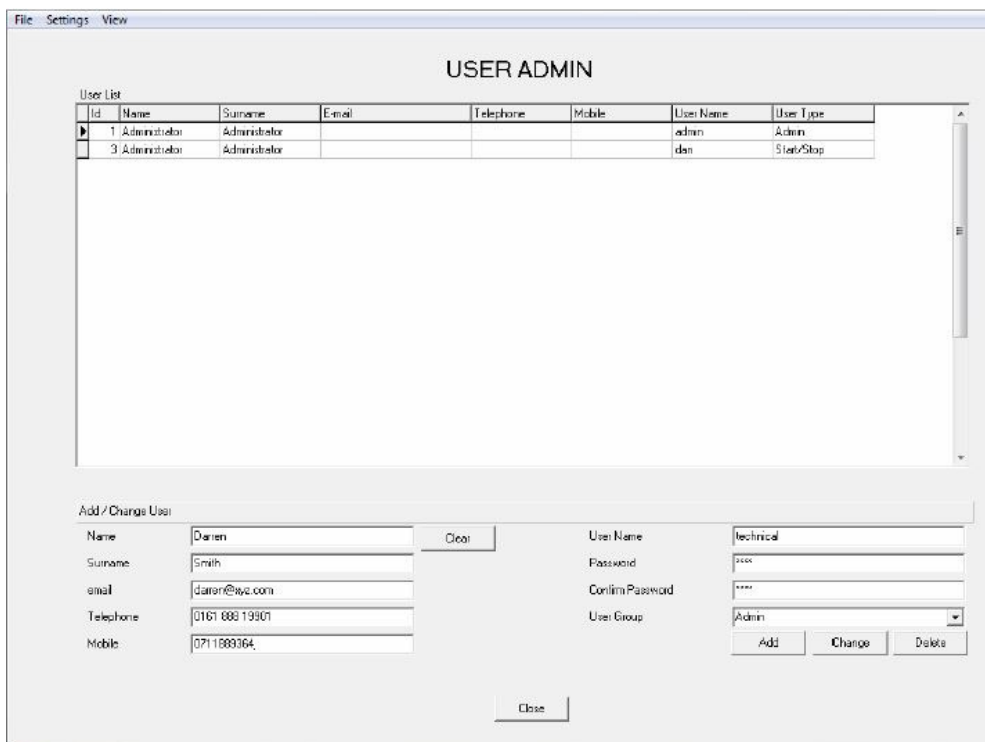 File Settings View
USER ADMIN
User List
Id Name Surname E-mail Telephone Mobile User Name User Type
1 Administrator Administrator admin Admin
3 Administrator Administrator dan Start/Stop
Add / Change User
Name Darren Clear User Name technical
Surname Smith Password ****
email darren@xyz.com Confirm Password ****
Telephone 0161 888 19901 User Group Admin
Mobile 0711889364 Add Change Delete
Close